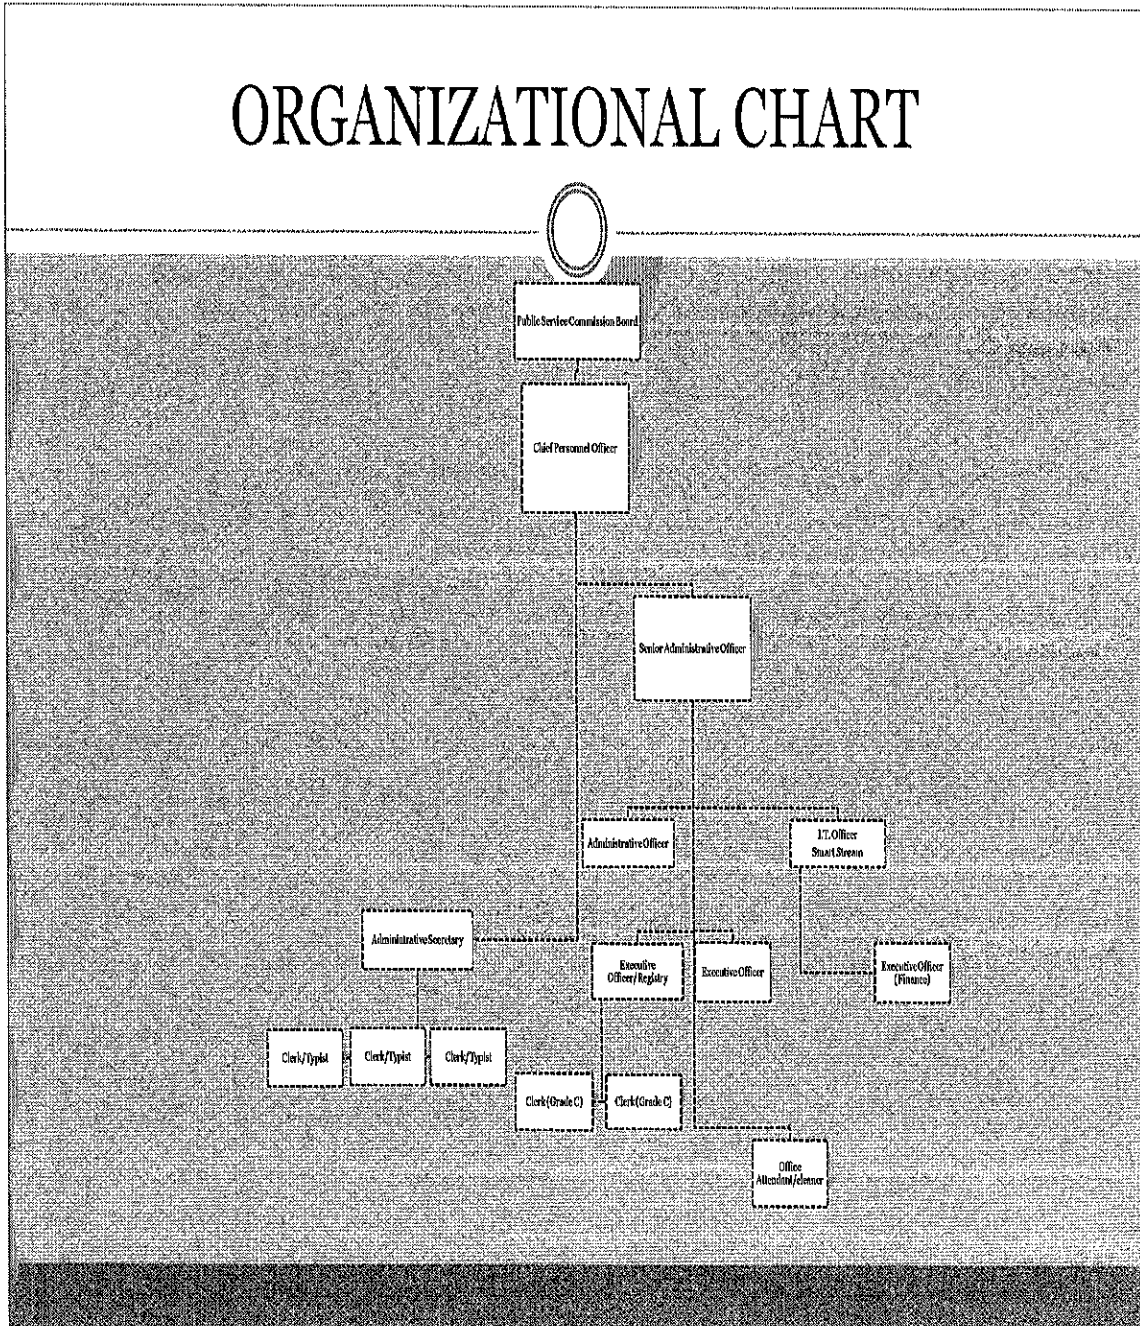 ORGANIZATIONAL CHART
Public Service Commission Board
Chief Personnel Officer
Senior Administrative Officer
Administrative Officer
I.T. Officer
Stuart Stream
Administrative Secretary
Executive
Officer/Registry
Executive Officer
Executive Officer
(Finance)
Clerk/Typist
Clerk/Typist
Clerk/Typist
Clerk (Grade C)
Clerk (Grade C)
Office
Attendant/cleaner